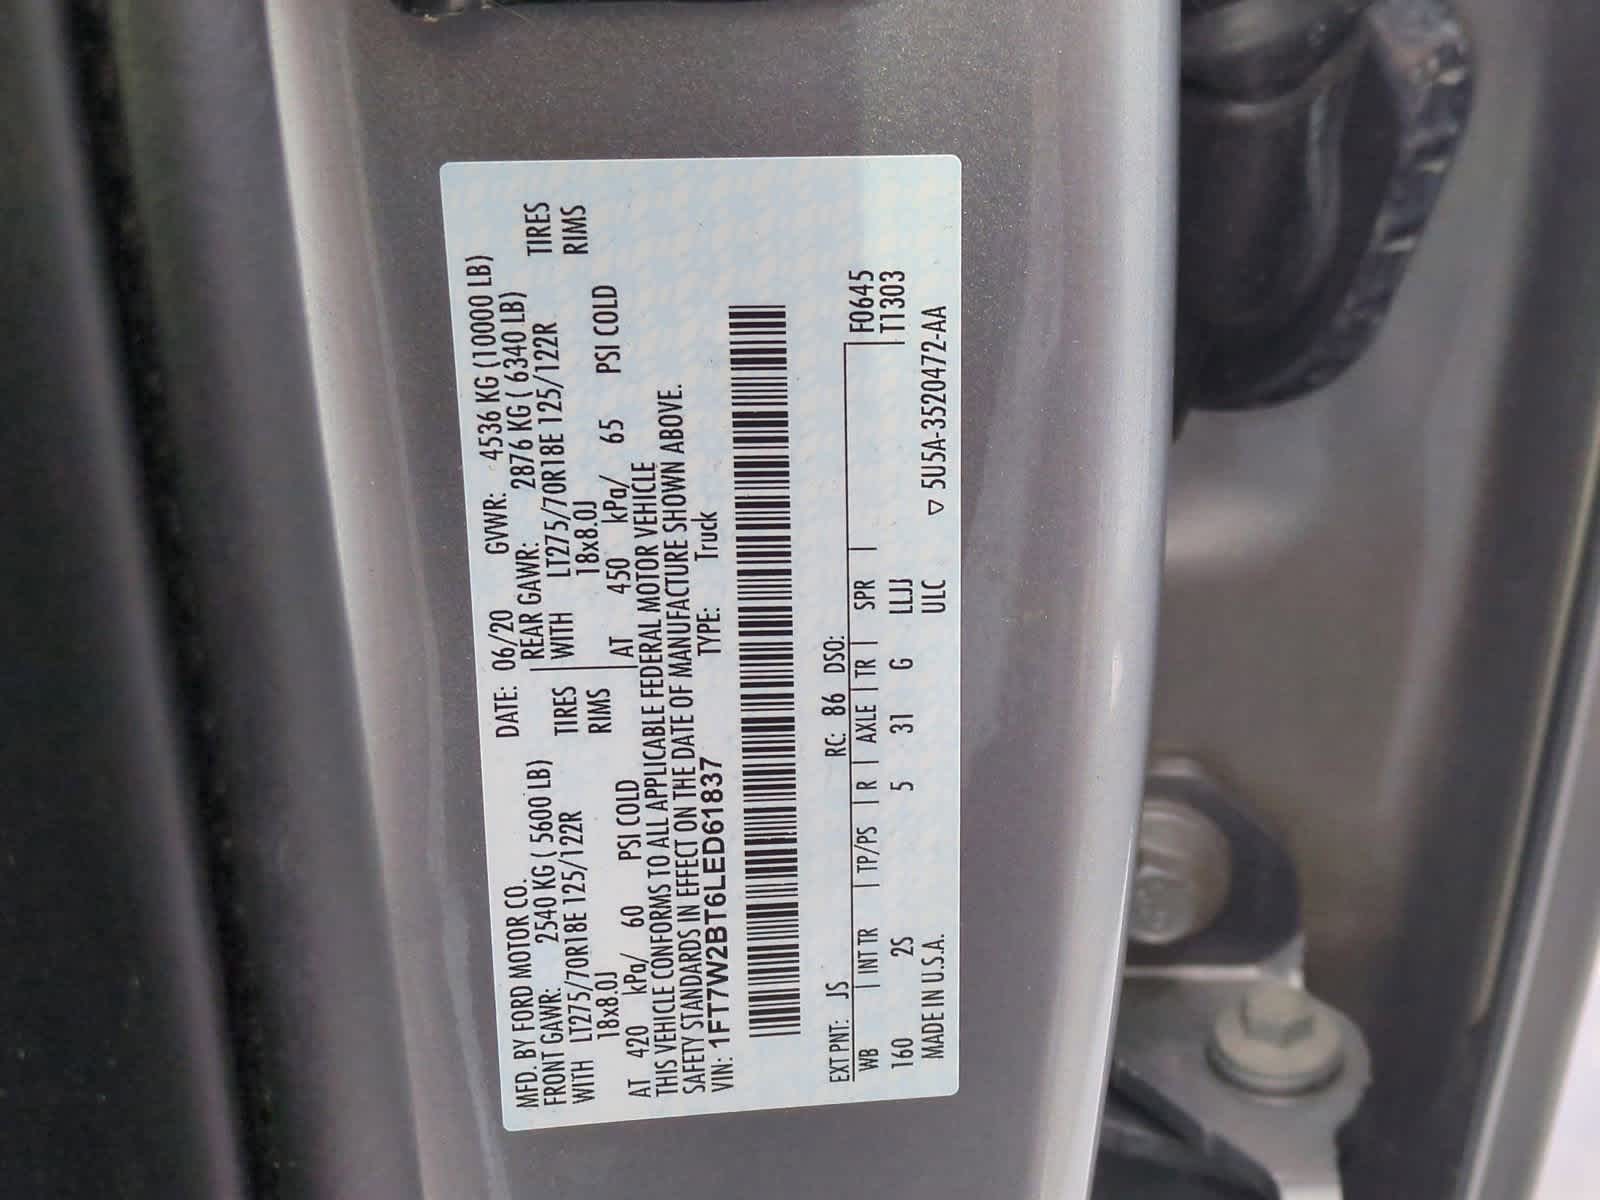 MFD. BY FORD MOTOR CO. DATE: 06/20 GVWR: 4536 KG (10000 LB)
FRONT GAWR: 2540 KG ( 5600 LB) REAR GAWR: 2876 KG ( 6340 LB)
WITH LT275/70R18E 125/122R TIRES WITH LT275/70R18E 125/122R TIRES
18x8.0J RIMS 18x8.0J RIMS
AT 420 kPa/ 60 PSI COLD AT 450 kPa/ 65 PSI COLD
THIS VEHICLE CONFORMS TO ALL APPLICABLE FEDERAL MOTOR VEHICLE
SAFETY STANDARDS IN EFFECT ON THE DATE OF MANUFACTURE SHOWN ABOVE.
VIN: 1FT7W2BT6LED61837 TYPE: Truck
EXT PNT: JS RC: 86 DSO: F0645
WB | INT TR | TP/PS | R | AXLE | TR | SPR | T1303
160 2S 5 31 G LLJJ
MADE IN U.S.A. ULC ▽ 5U5A-3520472-AA